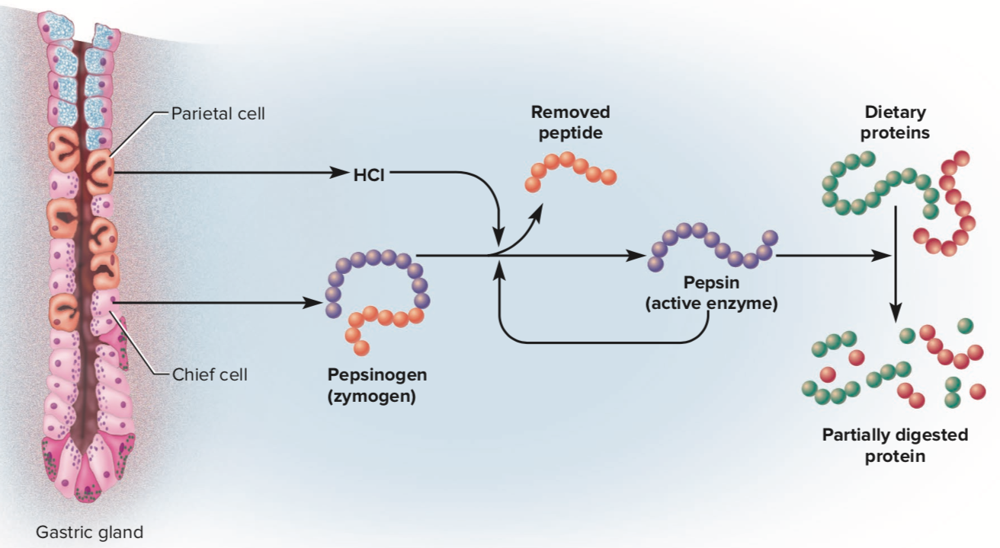 Parietal cell
HCl
Removed
peptide
Dietary
proteins
Pepsin
(active enzyme)
Chief cell
Pepsinogen
(zymogen)
Partially digested
protein
Gastric gland